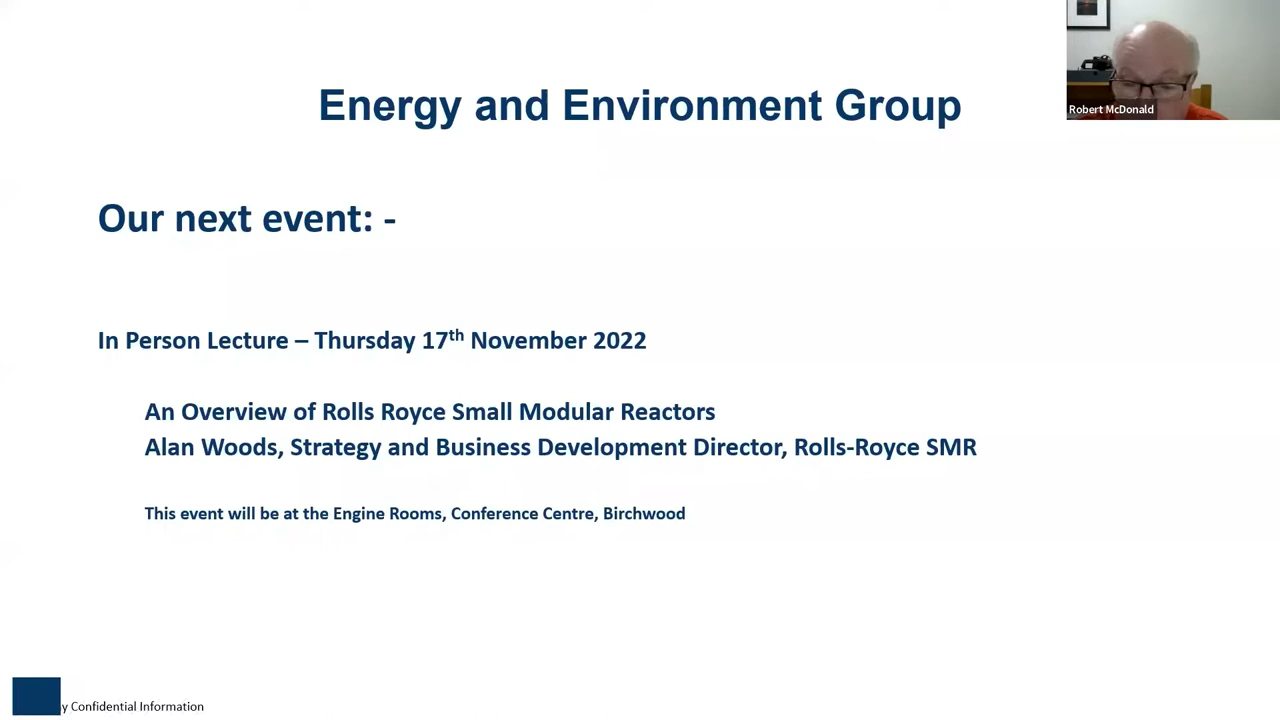 Energy and Environment Group
Robert McDonald
Our next event: -
In Person Lecture – Thursday 17th November 2022
An Overview of Rolls Royce Small Modular Reactors
Alan Woods, Strategy and Business Development Director, Rolls-Royce SMR
This event will be at the Engine Rooms, Conference Centre, Birchwood
Confidential Information